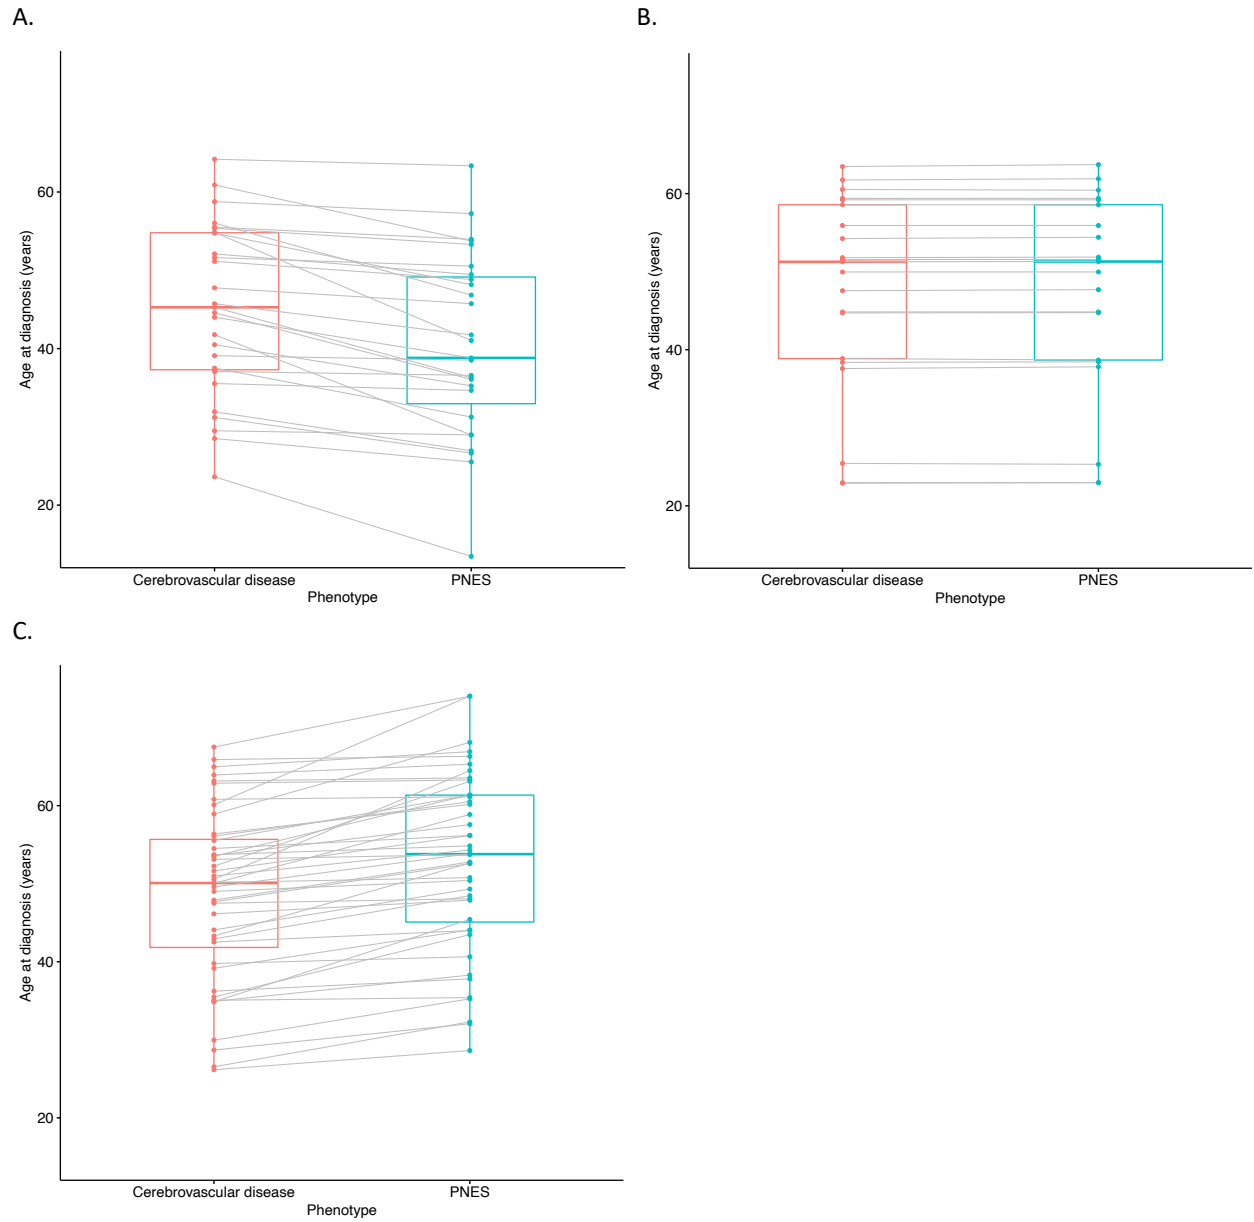 A.
Age at diagnosis (years)
60
40
20
Cerebrovascular disease
PNES
Phenotype
B.
Age at diagnosis (years)
60
40
20
Cerebrovascular disease
PNES
Phenotype
C.
Age at diagnosis (years)
60
40
20
Cerebrovascular disease
PNES
Phenotype